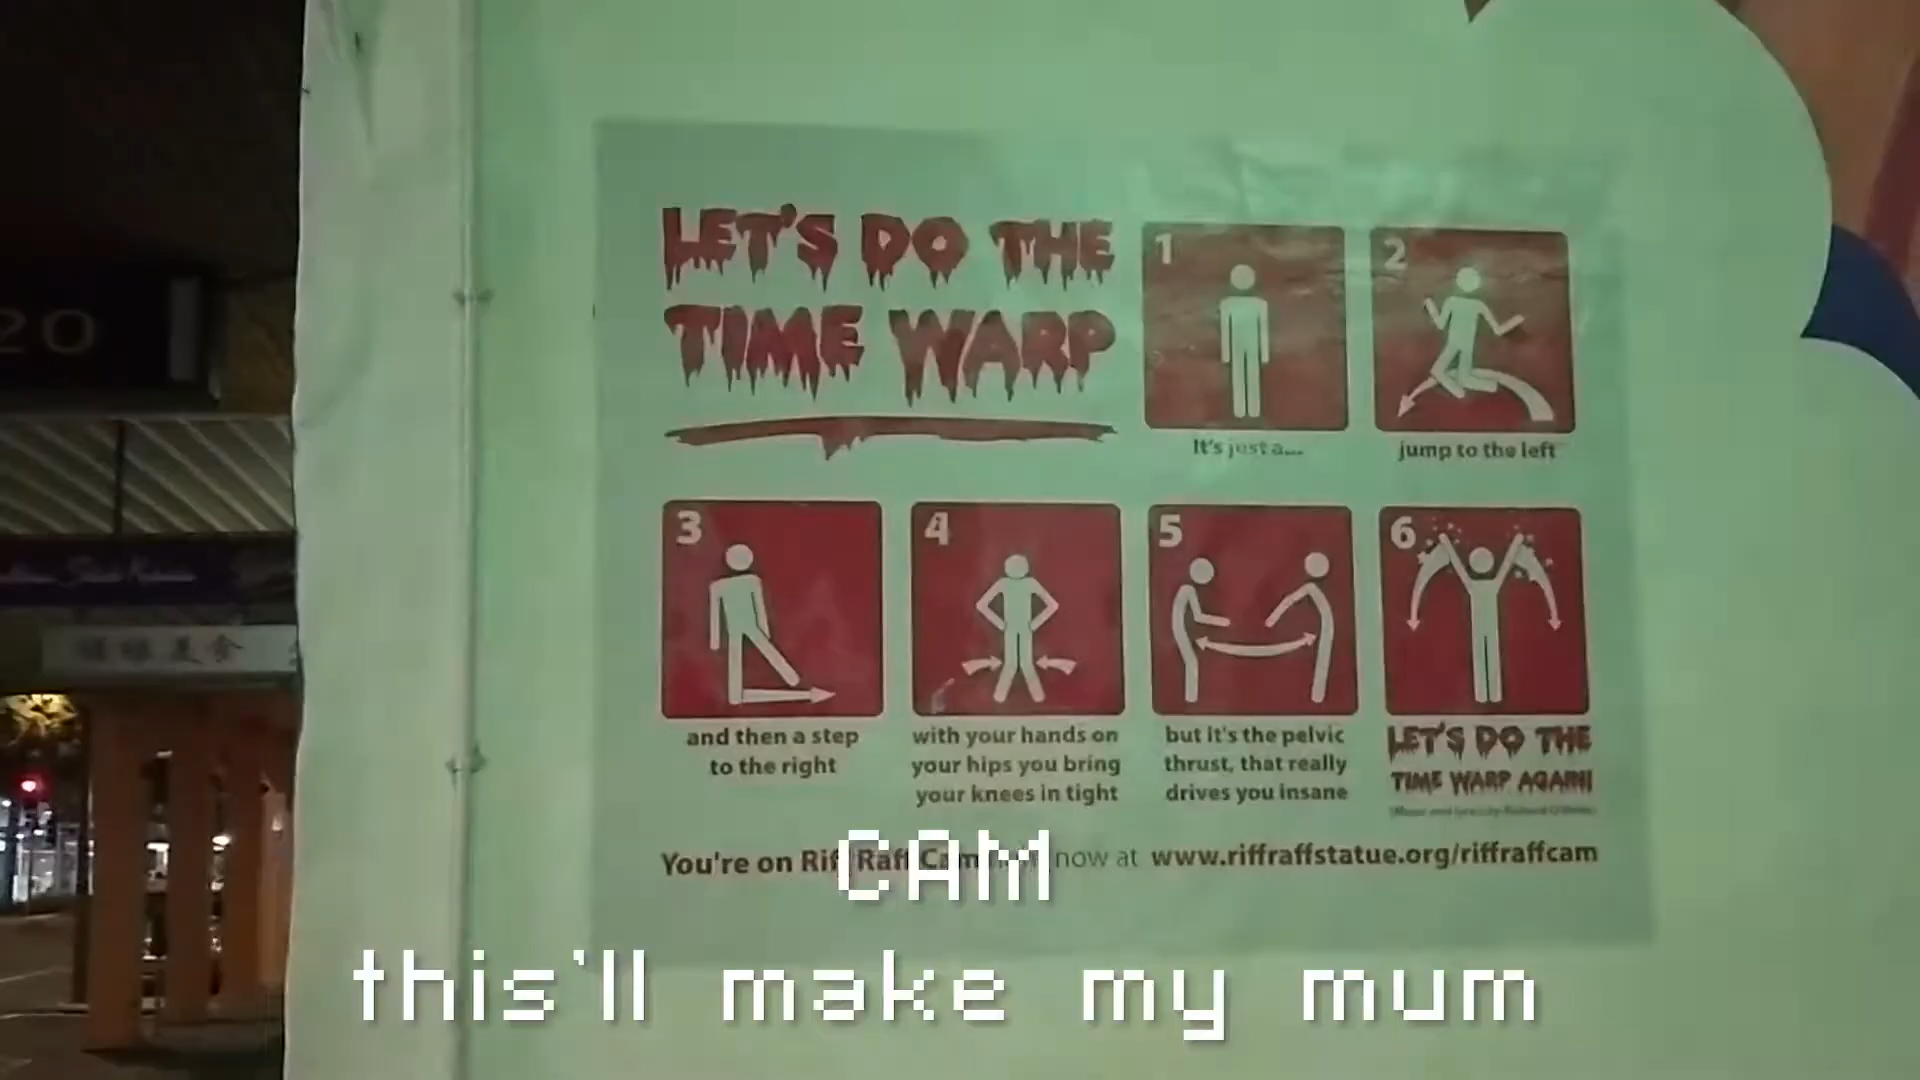 20
LET'S DO THE
TIME WARP
1
It's just a...
2
jump to the left
3
and then a step
to the right
4
with your hands on
your hips you bring
your knees in tight
5
but it's the pelvic
thrust, that really
drives you insane
6
LET'S DO THE
TIME WARP AGAIN!
You're on Riff Raff Cam now at www.riffraffstatue.org/riffraffcam
CAM
this'll make my mum